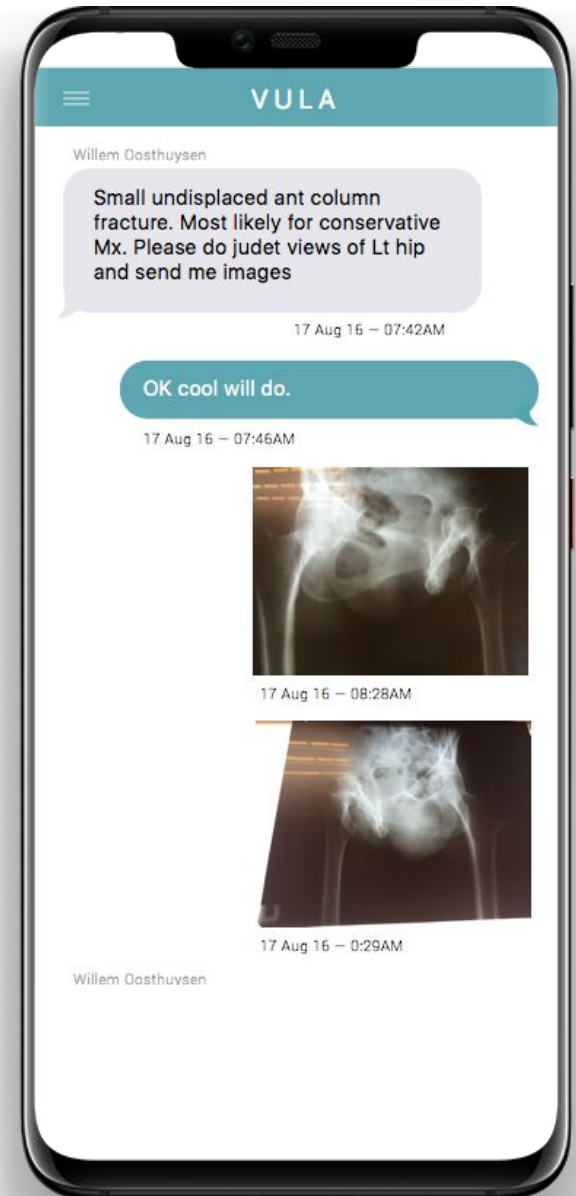 VULA
Willem Oosthuysen
Small undisplaced ant column
fracture. Most likely for conservative
Mx. Please do judet views of Lt hip
and send me images
17 Aug 16 — 07:42AM
OK cool will do.
17 Aug 16 — 07:46AM
17 Aug 16 — 08:28AM
17 Aug 16 — 0:29AM
Willem Oosthuysen